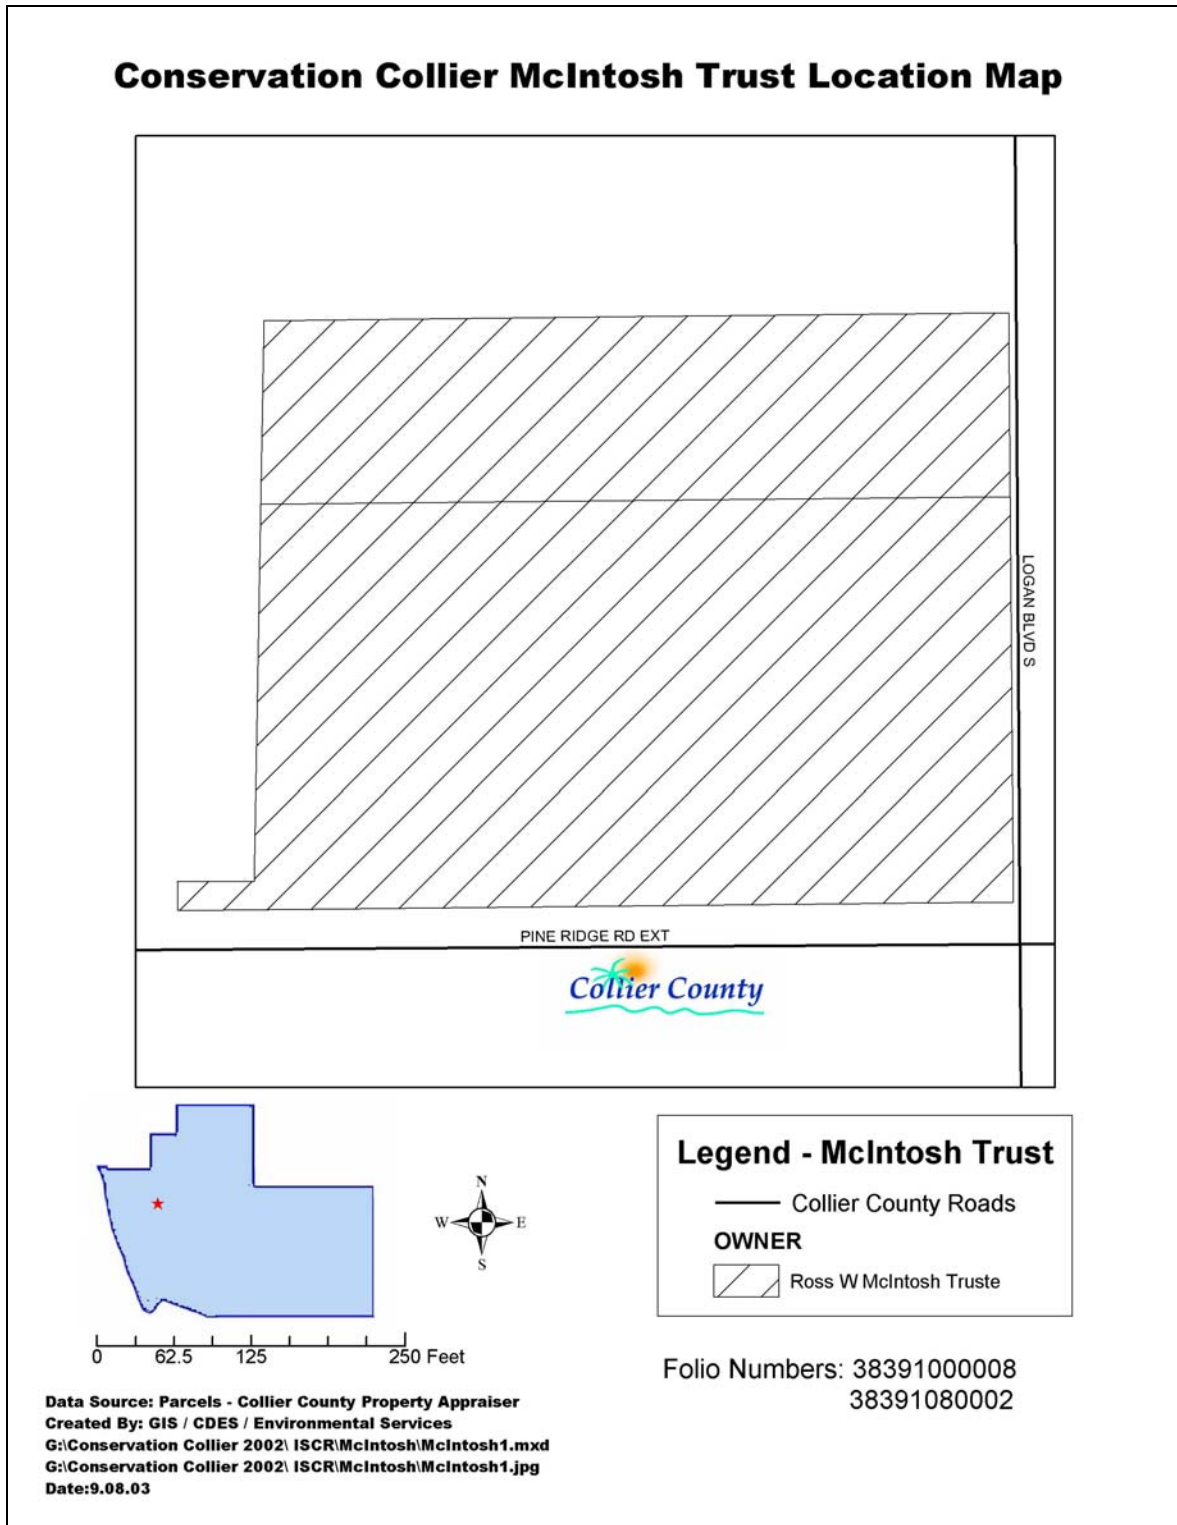 Conservation Collier McIntosh Trust Location Map
LOGAN BLVD S
PINE RIDGE RD EXT
Collier County
N
W E
S
0 62.5 125 250 Feet
Legend - McIntosh Trust
Collier County Roads
OWNER
Ross W McIntosh Truste
Folio Numbers: 38391000008
38391080002
Data Source: Parcels - Collier County Property Appraiser
Created By: GIS / CDES / Environmental Services
G:\Conservation Collier 2002\ ISCR\McIntosh\McIntosh1.mxd
G:\Conservation Collier 2002\ ISCR\McIntosh\McIntosh1.jpg
Date:9.08.03